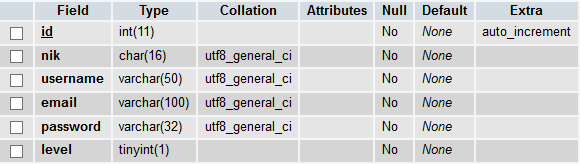 Field Type Collation Attributes Null Default Extra
id int(11) No None auto_increment
nik char(16) utf8_general_ci No None
username varchar(50) utf8_general_ci No None
email varchar(100) utf8_general_ci No None
password varchar(32) utf8_general_ci No None
level tinyint(1) No None